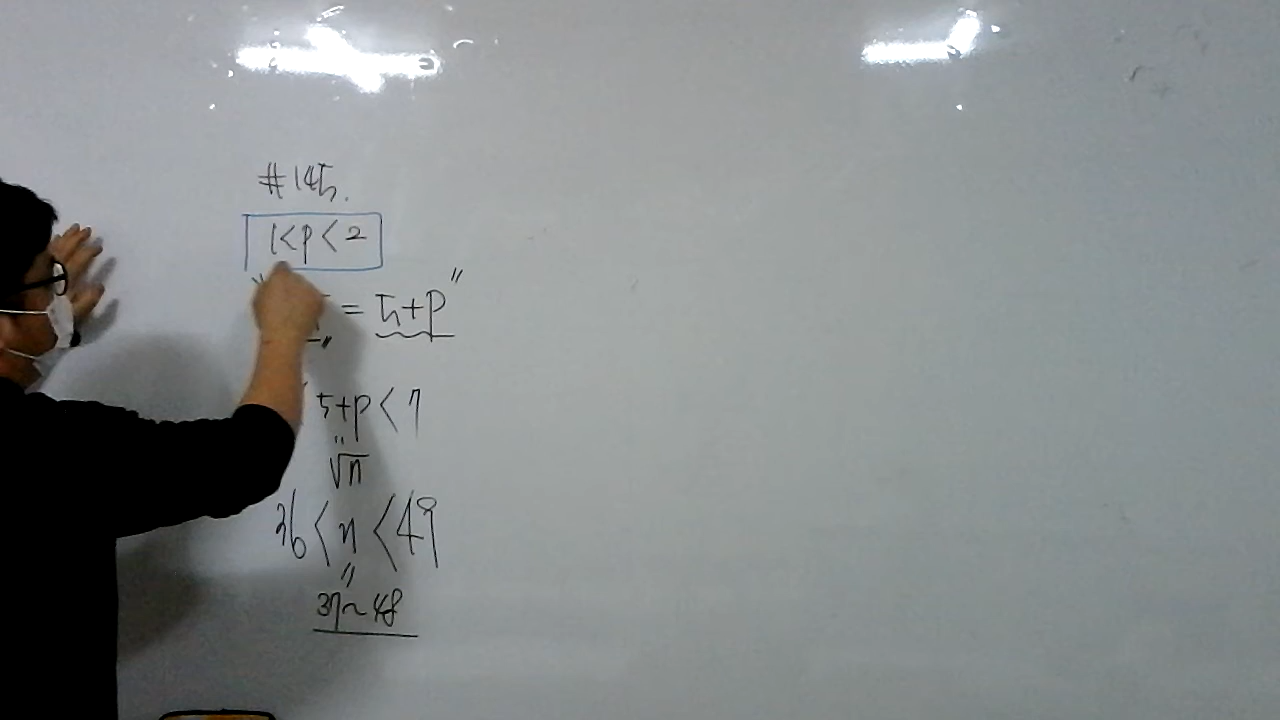 #145.
1<p<2
= 5+p"
5+p<7
"
√n
36<n<49
"
37~48